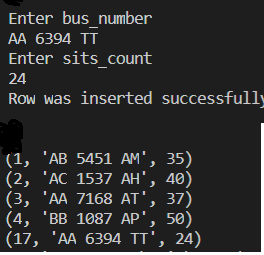 Enter bus_number
AA 6394 TT
Enter sits_count
24
Row was inserted successfully
(1, 'AB 5451 AM', 35)
(2, 'AC 1537 AH', 40)
(3, 'AA 7168 AT', 37)
(4, 'BB 1087 AP', 50)
(17, 'AA 6394 TT', 24)